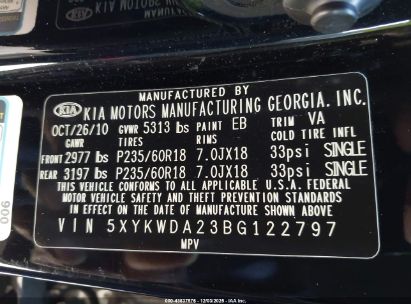 MANUFACTURED BY
KIA KIA MOTORS MANUFACTURING GEORGIA, INC.
OCT/26/10 GVWR 5313 lbs PAINT EB TRIM VA
GAWR TIRES RIMS COLD TIRE INFL
FRONT 2977 lbs P235/60R18 7.0JX18 33psi SINGLE
REAR 3197 lbs P235/60R18 7.0JX18 33psi SINGLE
THIS VEHICLE CONFORMS TO ALL APPLICABLE U.S.A. FEDERAL
MOTOR VEHICLE SAFETY AND THEFT PREVENTION STANDARDS
IN EFFECT ON THE DATE OF MANUFACTURE SHOWN ABOVE.
VIN 5XYKWDA23BG122797
MPV
900